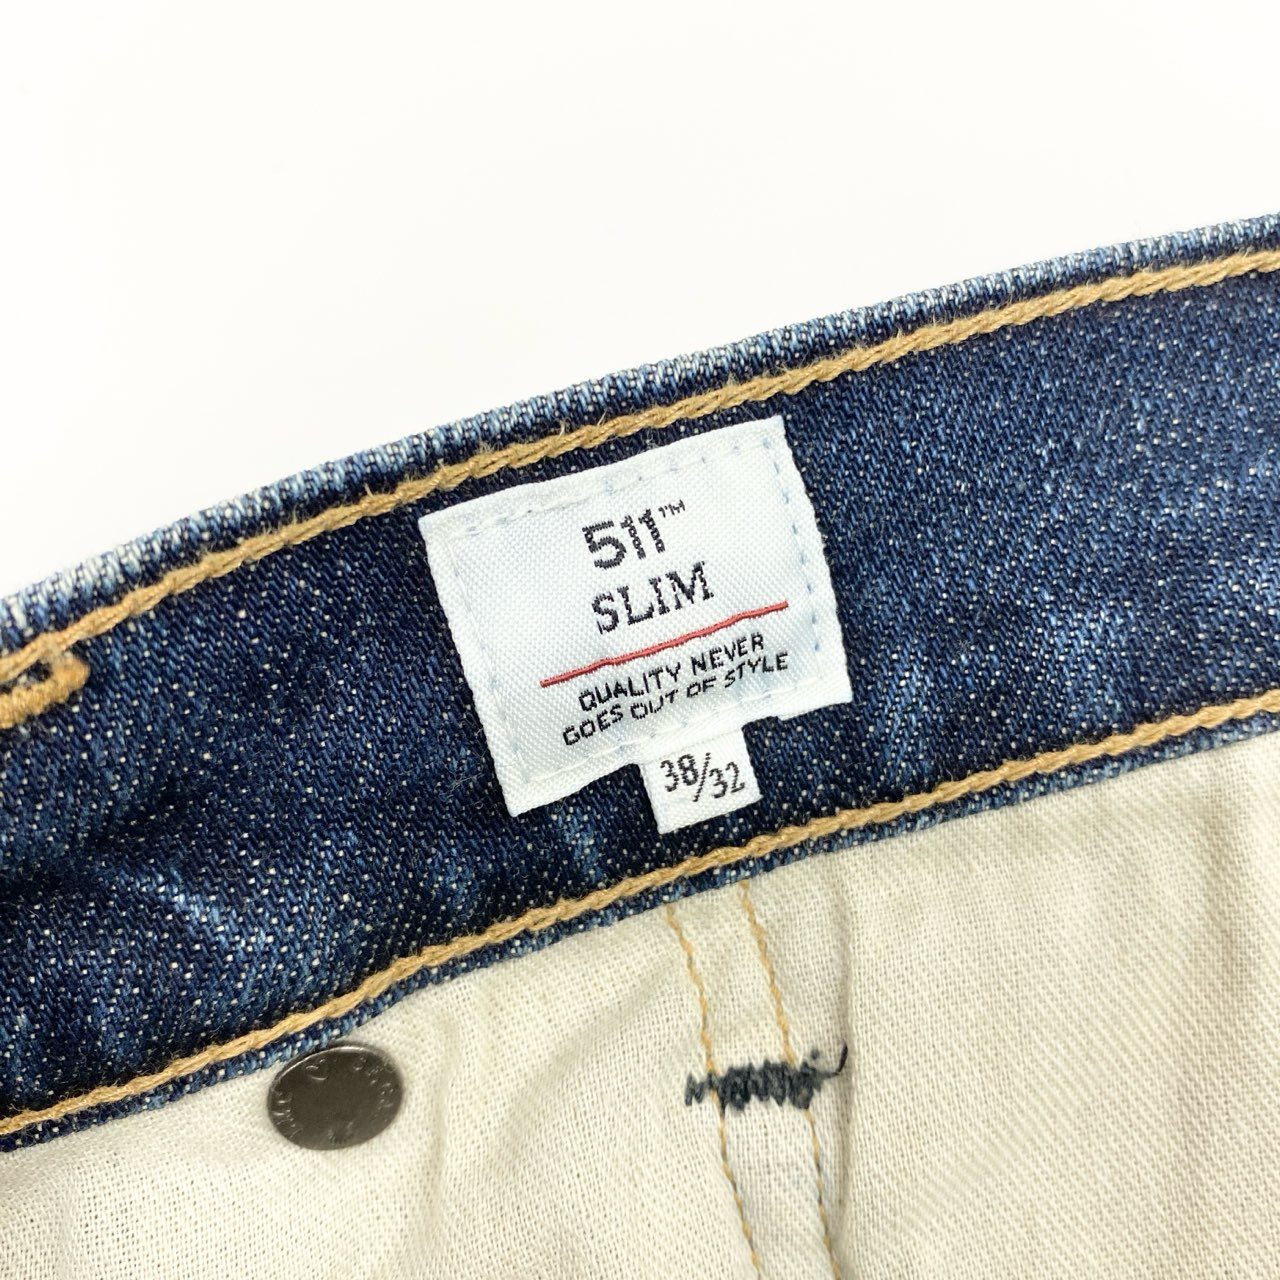 511™
SLIM
QUALITY NEVER
GOES OUT OF STYLE
38/32